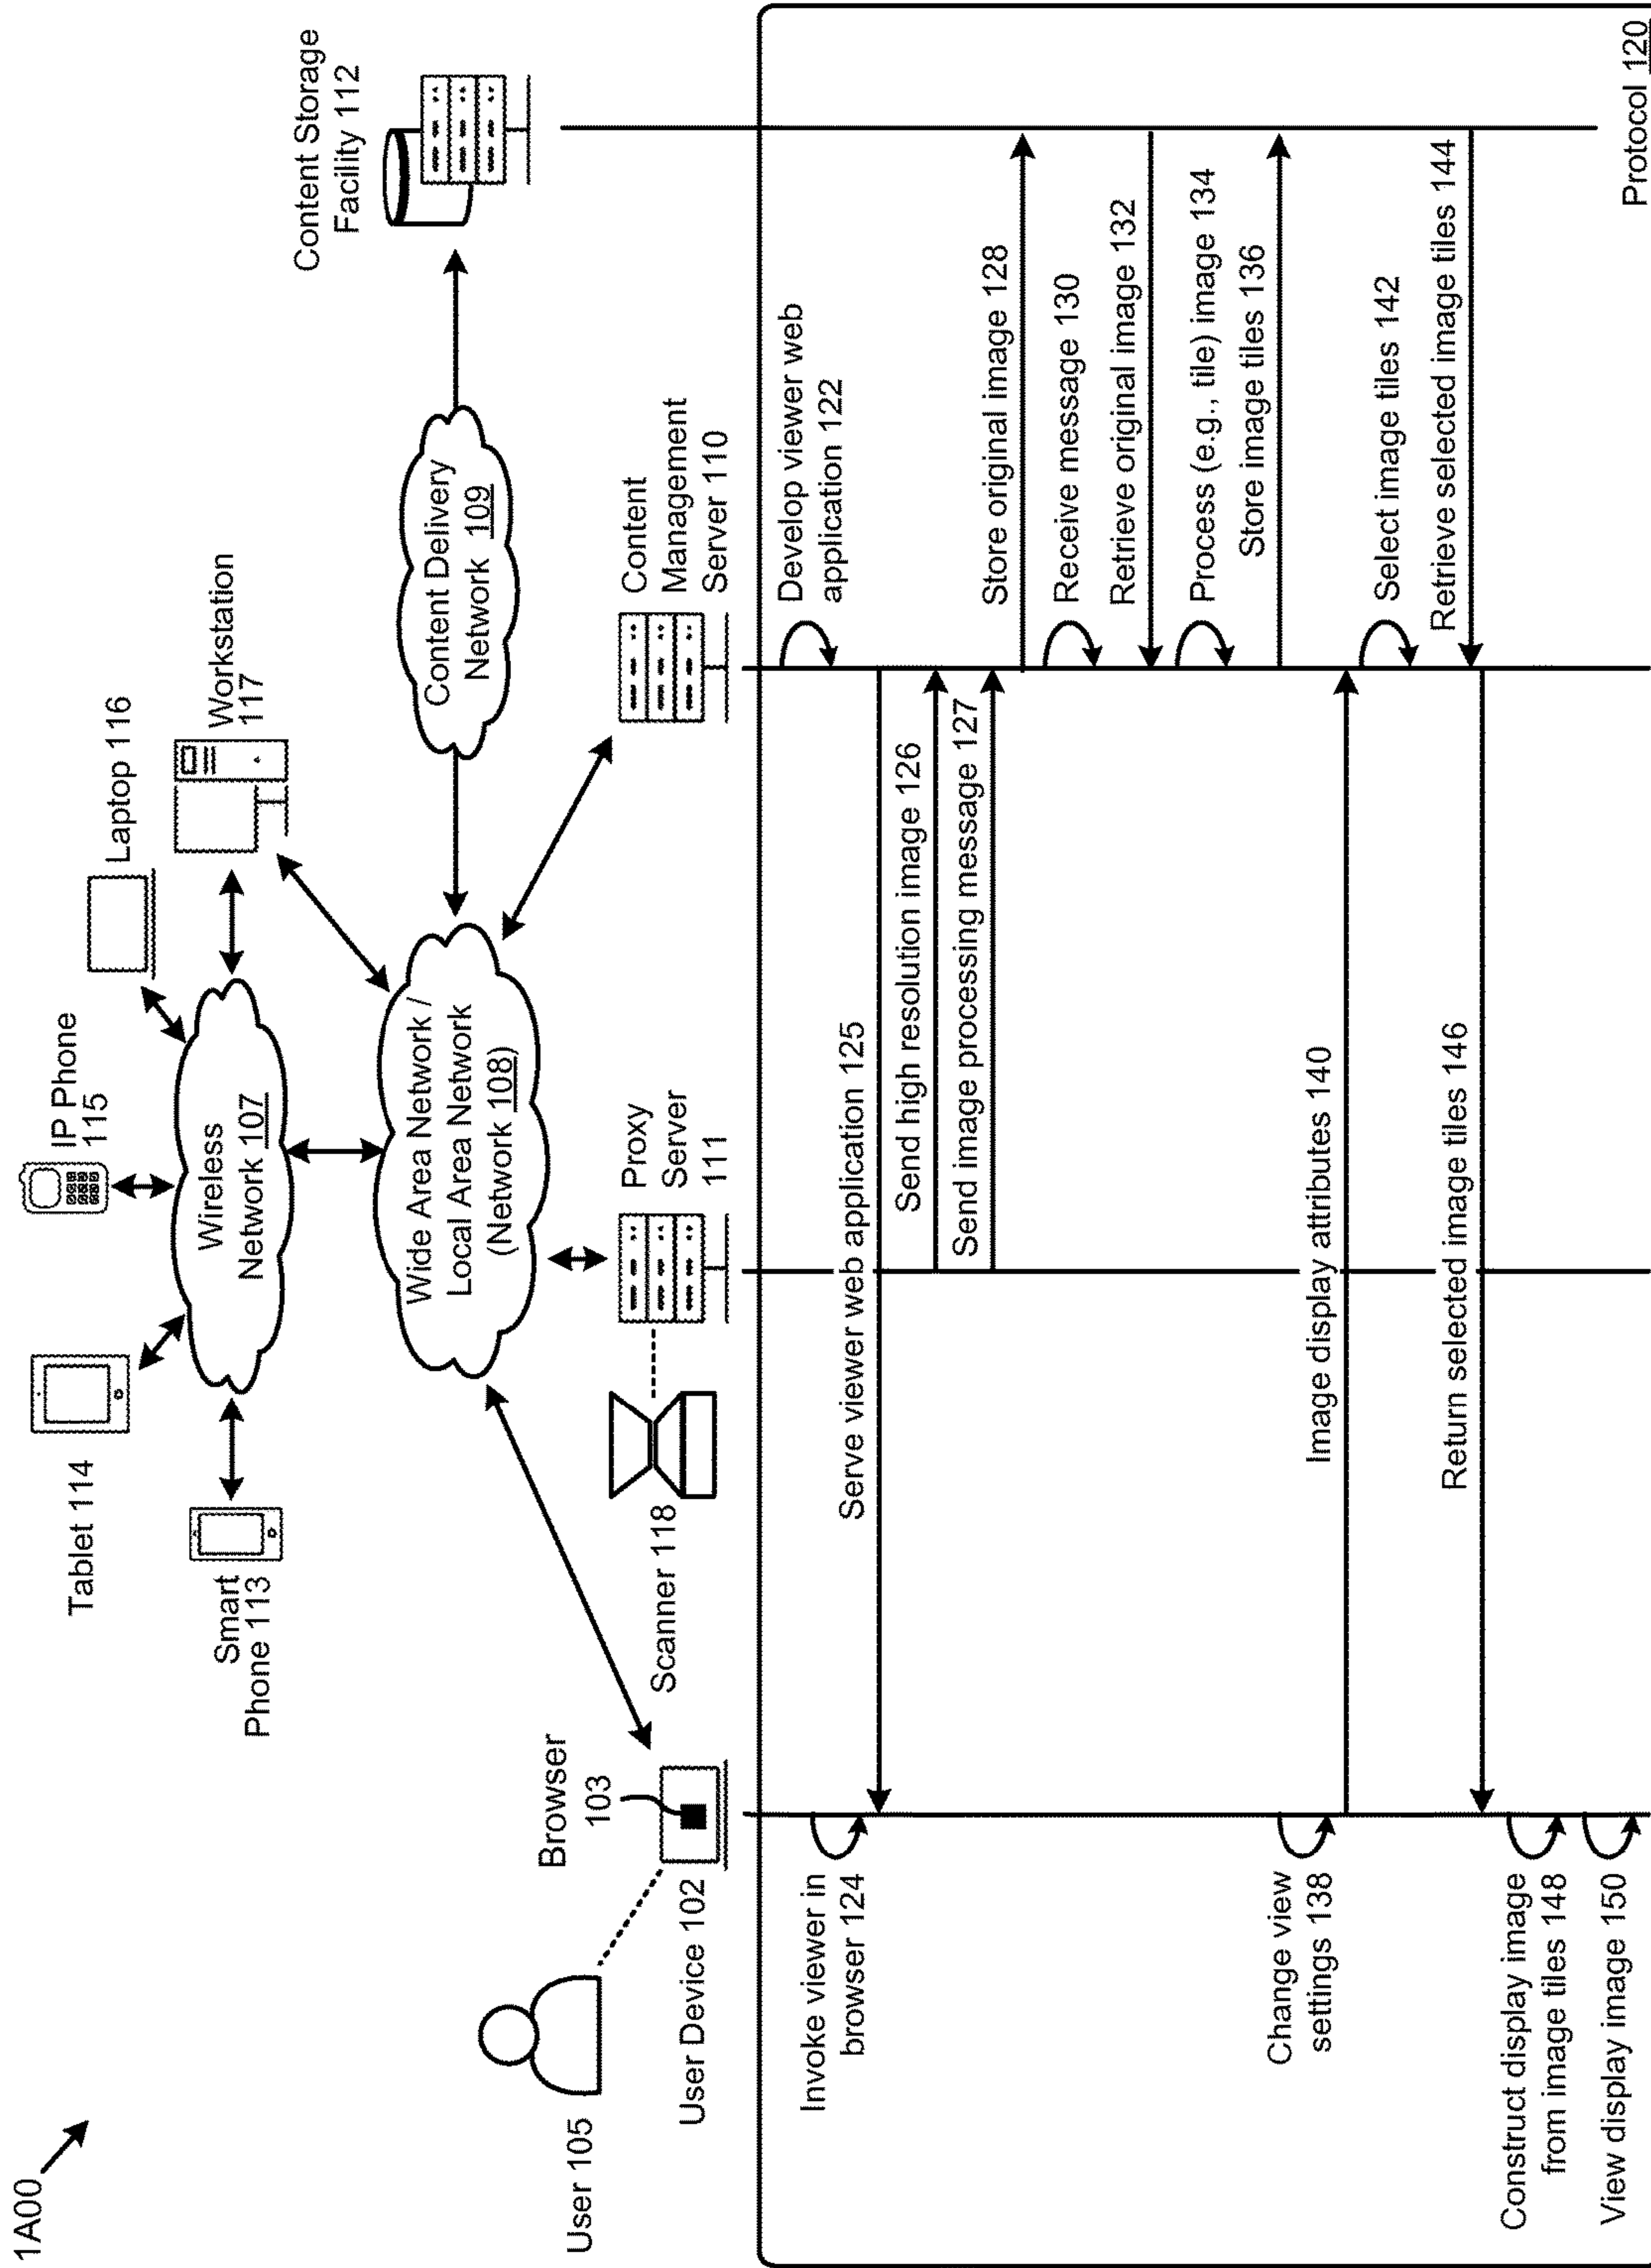 1A00
Tablet 114
IP Phone
115
Laptop 116
Smart
Phone 113
Wireless
Network 107
Workstation
117
Content Storage
Facility 112
Wide Area Network /
Local Area Network
(Network 108)
Content Delivery
Network 109
User 105
Browser
103
User Device 102
Scanner 118
Proxy
Server
111
Content
Management
Server 110
Develop viewer web
application 122
Invoke viewer in
browser 124
Serve viewer web application 125
Send high resolution image 126
Send image processing message 127
Store original image 128
Receive message 130
Retrieve original image 132
Process (e.g., tile) image 134
Store image tiles 136
Change view
settings 138
Image display attributes 140
Select image tiles 142
Retrieve selected image tiles 144
Return selected image tiles 146
Construct display image
from image tiles 148
View display image 150
Protocol 120